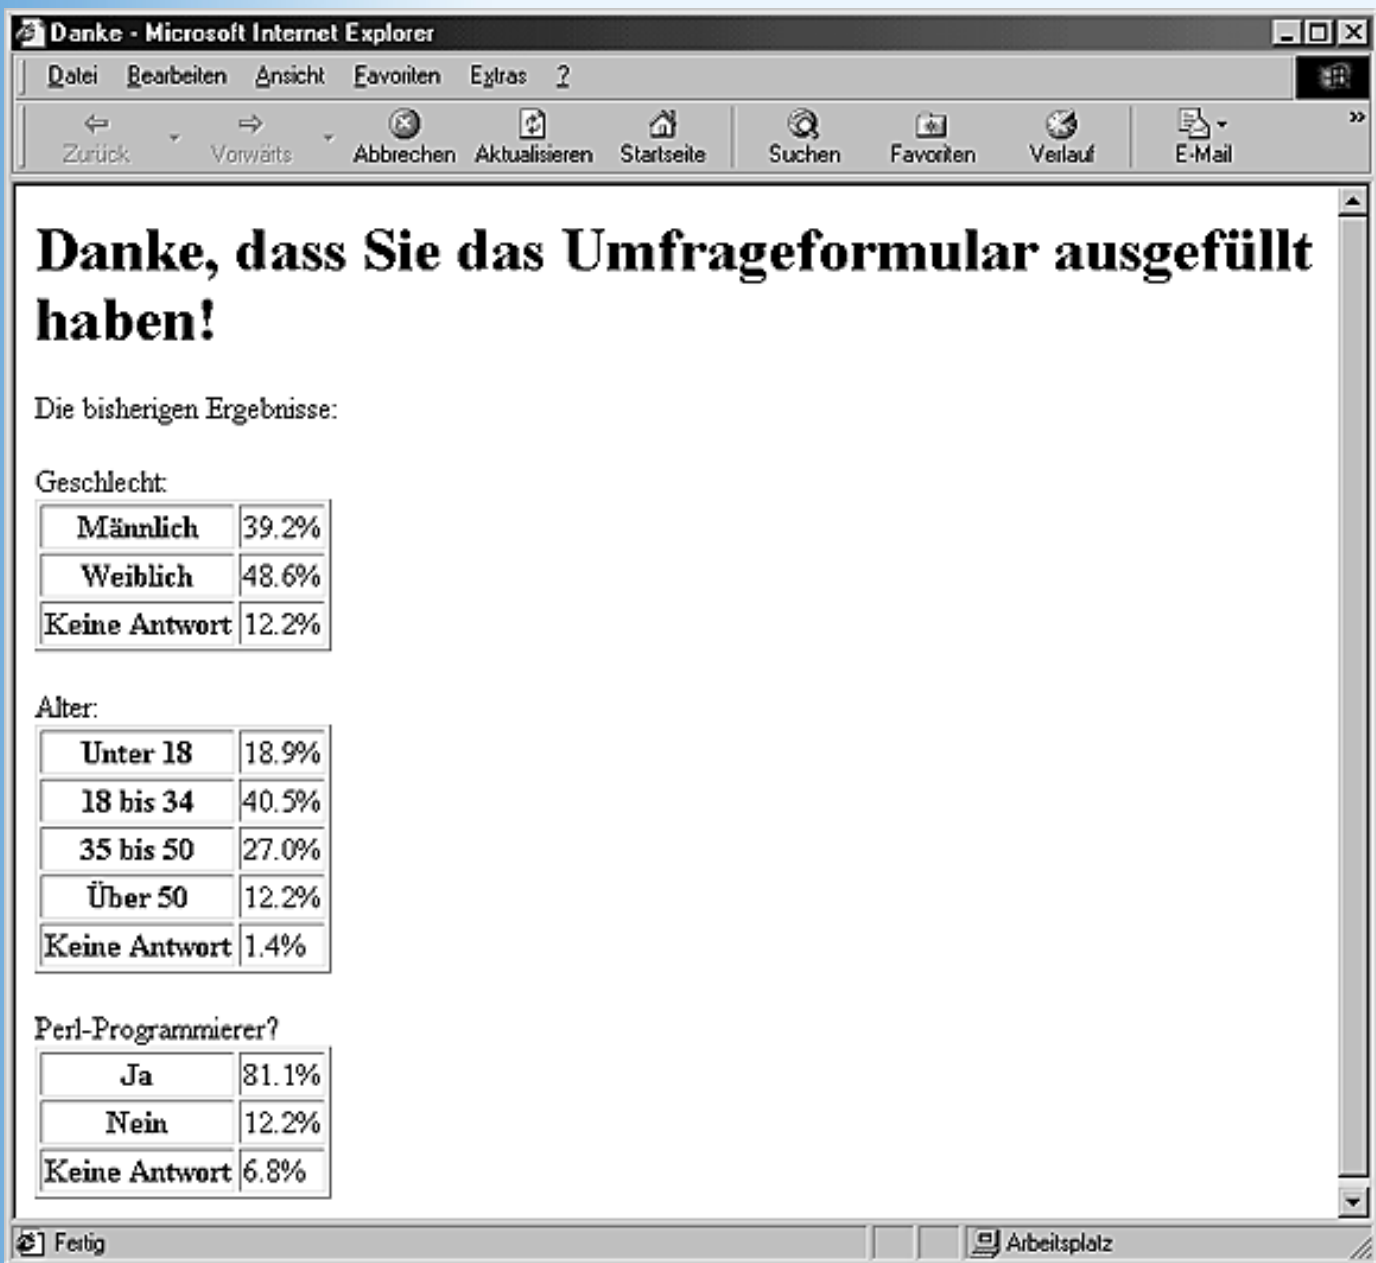 Danke - Microsoft Internet Explorer
Datei Bearbeiten Ansicht Favoriten Extras ?
Zurück Vorwärts Abbrechen Aktualisieren Startseite Suchen Favoriten Verlauf E-Mail »
Danke, dass Sie das Umfrageformular ausgefüllt
haben!
Die bisherigen Ergebnisse:
Geschlecht:
Männlich 39.2%
Weiblich 48.6%
Keine Antwort 12.2%
Alter:
Unter 18 18.9%
18 bis 34 40.5%
35 bis 50 27.0%
Über 50 12.2%
Keine Antwort 1.4%
Perl-Programmierer?
Ja 81.1%
Nein 12.2%
Keine Antwort 6.8%
Fertig Arbeitsplatz